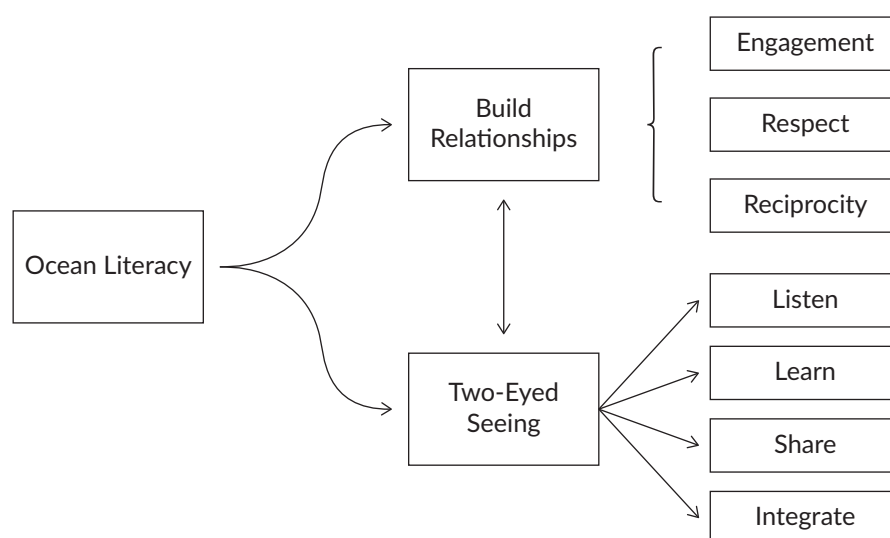 Engagement
Build
Relationships
Respect
Reciprocity
Ocean Literacy
Listen
Two-Eyed
Seeing
Learn
Share
Integrate